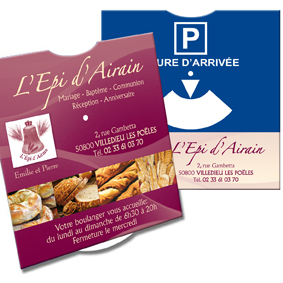 L'Epi d'Airain
Mariage - Baptême - Communion
Réception - Anniversaire
2, rue Gambetta
50800 VILLEDIEU LES POÊLES
Tél. 02 33 61 03 70
L'Epi d'Airain
Emilie et Pierre
Votre boulanger vous accueille:
du lundi au dimanche de 6h30 à 20h
Fermeture le mercredi
P
URE D'ARRIVÉE
L'Epi d'Airain
2, rue Gambetta
50800 VILLEDIEU LES POÊLES
Tél. 02 33 61 03 70